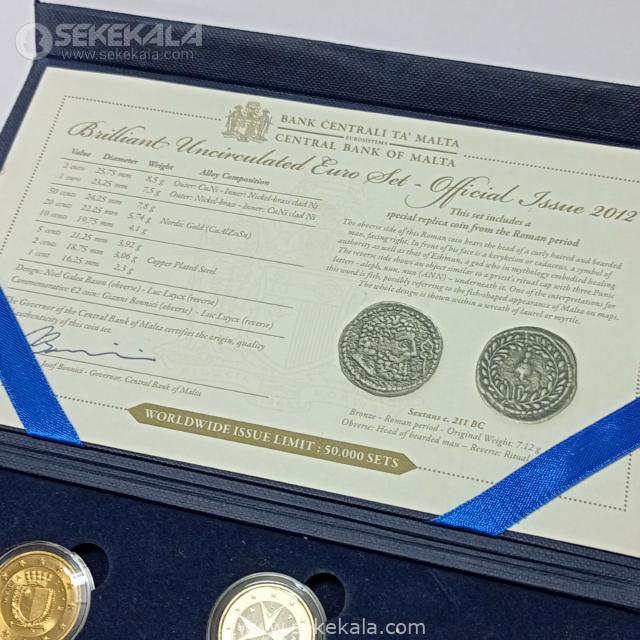 SEKEKALA
www.sekekala.com
BANK ĊENTRALI TA' MALTA
EUROSISTEMA
CENTRAL BANK OF MALTA
Brilliant Uncirculated Euro Set - Official Issue 2012
Value Diameter Weight Alloy Composition
2 euro 25.75 mm 8.5 g Outer: CuNi - Inner: Nickel-brass clad Ni
1 euro 23.25 mm 7.5 g Outer: Nickel-brass - Inner: CuNi clad Ni
50 cent 24.25 mm 7.8 g
20 cent 22.25 mm 5.74 g Nordic Gold (CuAlZnSn)
10 cent 19.75 mm 4.1 g
5 cent 21.25 mm 3.92 g
2 cent 18.75 mm 3.06 g Copper Plated Steel
1 cent 16.25 mm 2.3 g
Design: Noel Galea Bason (obverse) - Luc Luycx (reverse)
Commemorative €2 coin: Gianni Bonnici (obverse) - Luc Luycx (reverse)
The Governor of the Central Bank of Malta certifies the origin, quality
authenticity of this coin set.
Bonnici - Governor, Central Bank of Malta
This set includes a
special replica coin from the Roman period
The obverse side of this Roman coin bears the head of a curly haired and bearded
man, facing right. In front of his face is a kerykeion or caduceus, a symbol of
authority as well as that of Eshmun, a god who in mythology embodied healing
The reverse side shows an object similar to a priest's ritual cap with three Punic
letters - aleph, nun, nun (ANN) - underneath it. One of the interpretations for
this word is fish, possibly referring to the fish-shaped appearance of Malta on maps.
The whole design is shown within a wreath of laurel or myrtle.
Sextans c. 211 BC
Bronze - Roman period - Original Weight: 7.12 g
Obverse: Head of bearded man – Reverse: Ritual
WORLDWIDE ISSUE LIMIT : 50,000 SETS
sekekala.com